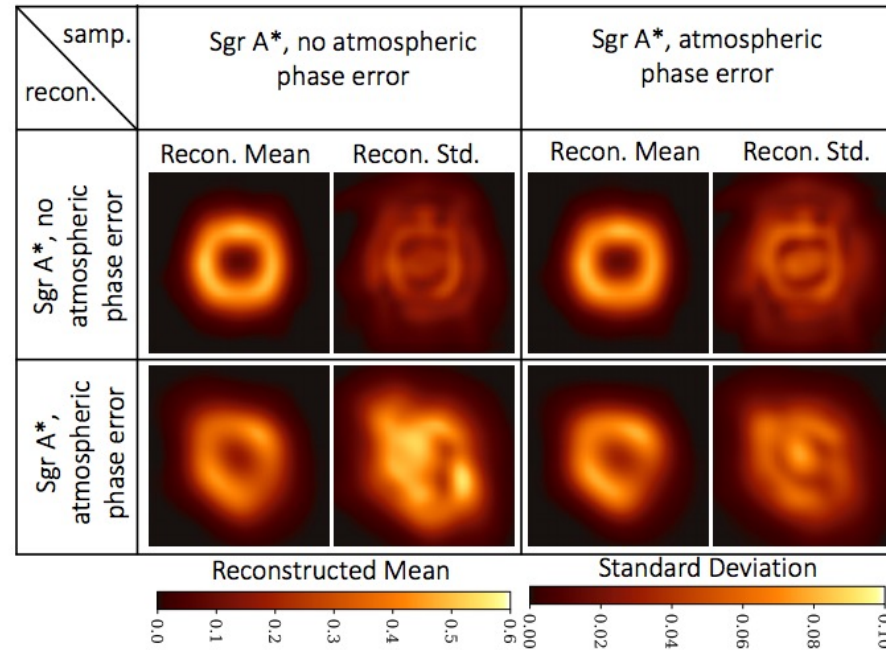 samp.
recon.
Sgr A*, no atmospheric
phase error
Sgr A*, atmospheric
phase error
Recon. Mean
Recon. Std.
Recon. Mean
Recon. Std.
Sgr A*, no
atmospheric
phase error
Sgr A*,
atmospheric
phase error
Reconstructed Mean
0.0 0.1 0.2 0.3 0.4 0.5 0.6
Standard Deviation
0.00 0.02 0.04 0.06 0.08 0.10